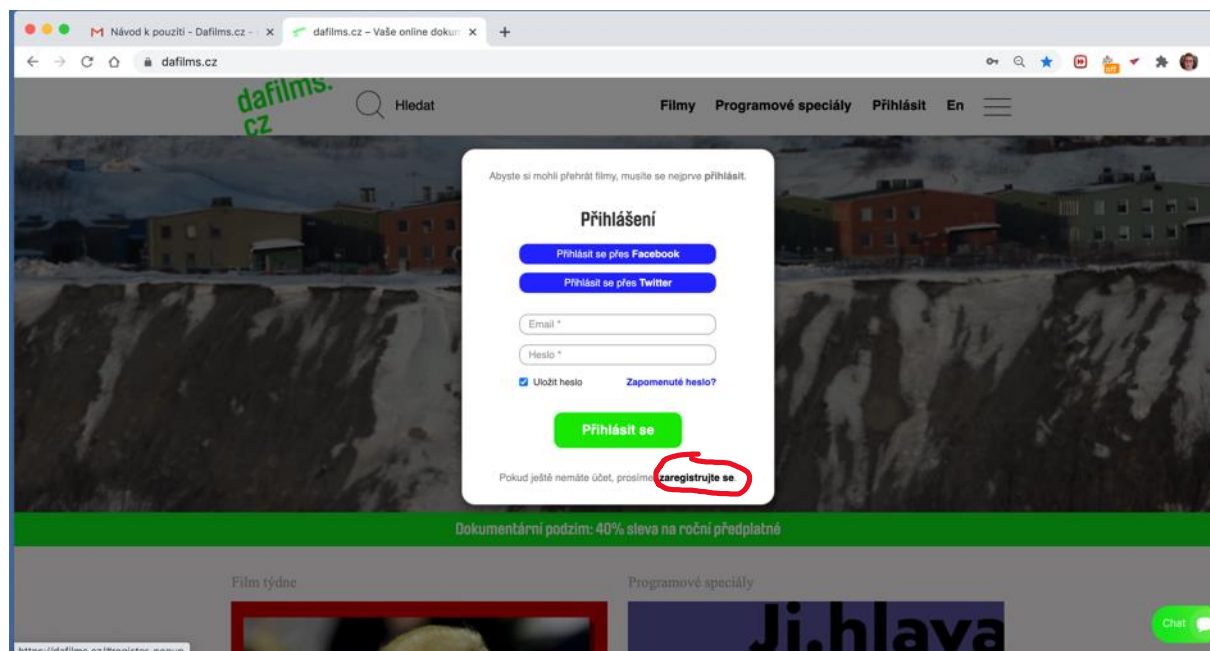 Návod k pouziti - Dafilms.cz -
dafilms.cz – Vaše online dokum
dafilms.cz
off
dafilms.
cz
Hledat
Filmy
Programové speciály
Přihlásit
En
Abyste si mohli přehrát filmy, musíte se nejprve přihlásit.
Přihlášení
Přihlásit se přes Facebook
Přihlásit se přes Twitter
Email *
Heslo *
Uložit heslo
Zapomenuté heslo?
Přihlásit se
Pokud ještě nemáte účet, prosíme zaregistrujte se.
Dokumentární podzim: 40% sleva na roční předplatné
Film týdne
Programové speciály
Ji.hlava
Chat
https://dafilms.cz/#register-popup